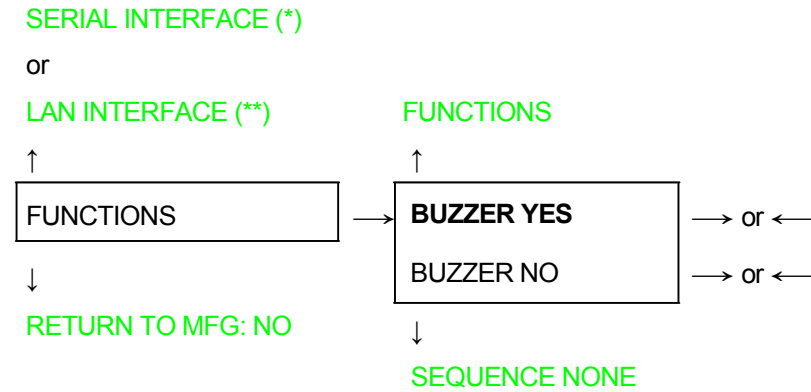 SERIAL INTERFACE (*)
or
LAN INTERFACE (**)
FUNCTIONS
↑
↑
FUNCTIONS
→
BUZZER YES
→ or ←
BUZZER NO
→ or ←
↓
RETURN TO MFG: NO
↓
SEQUENCE NONE